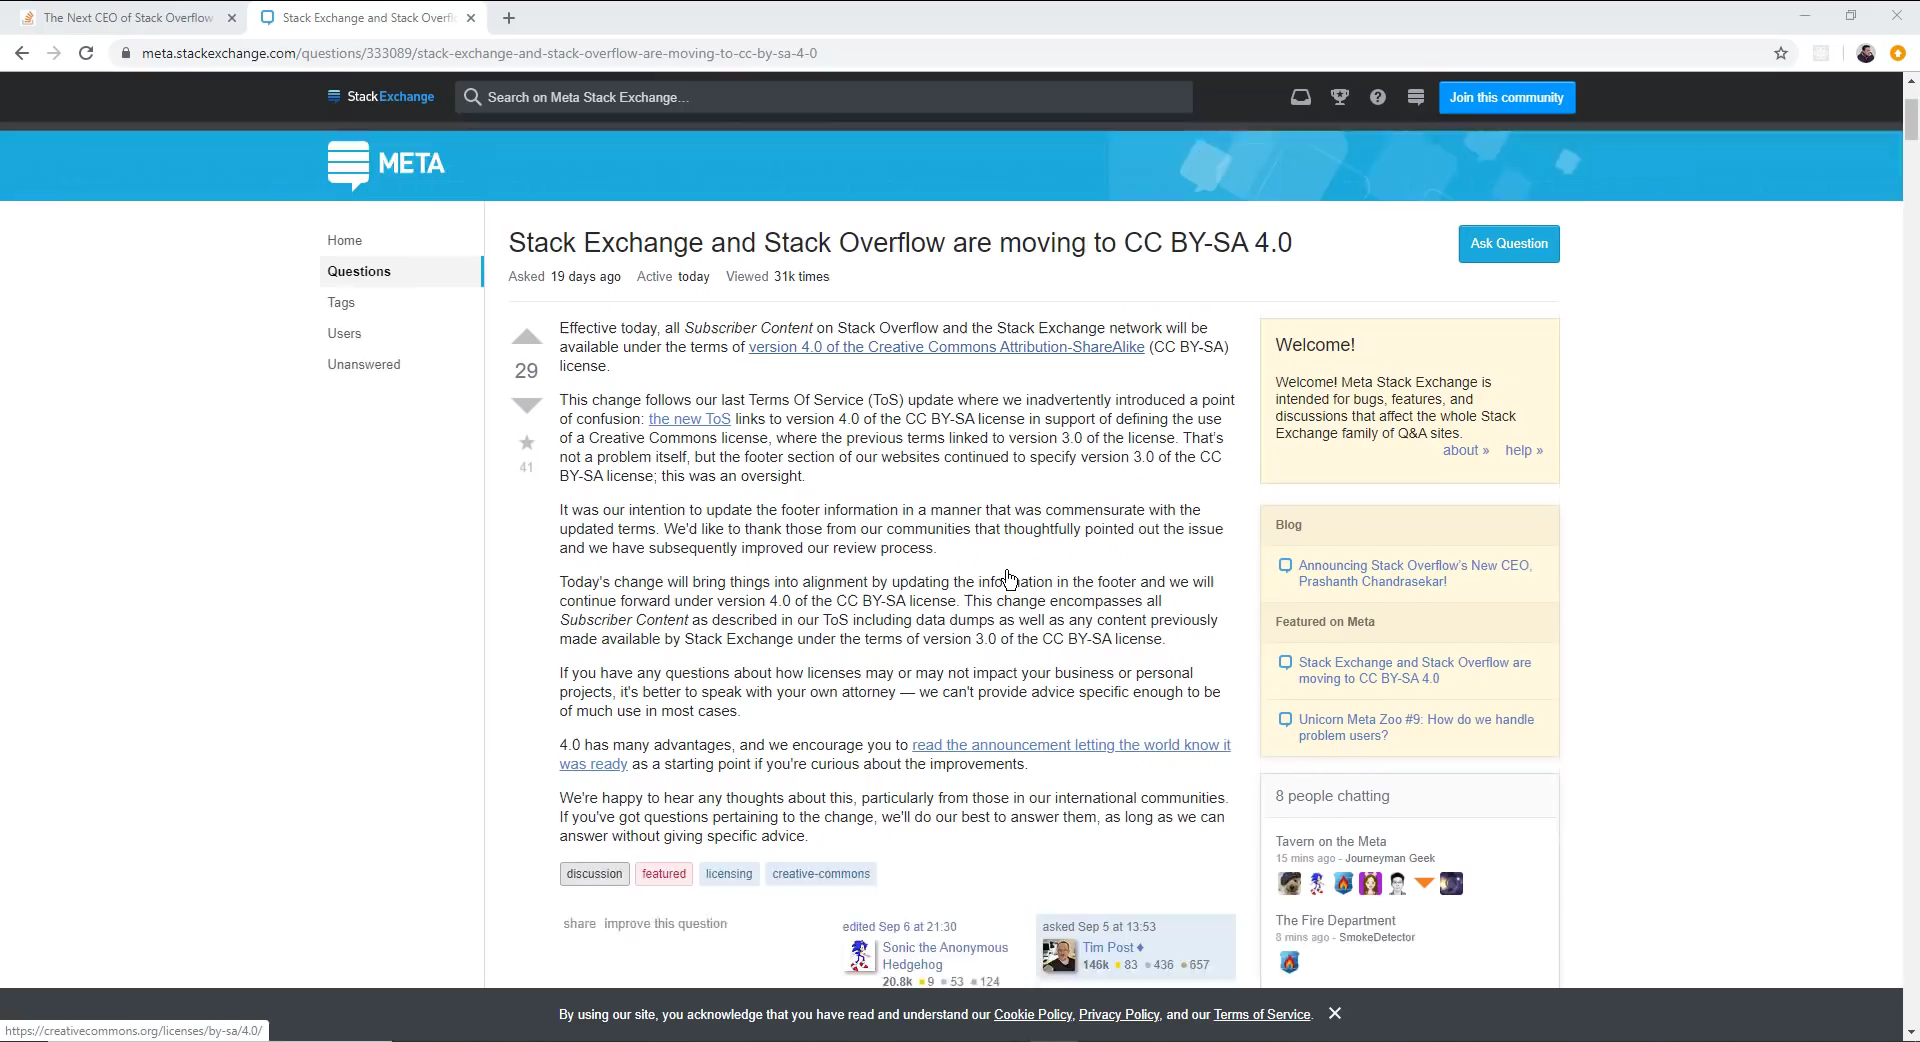 The Next CEO of Stack Overflow
Stack Exchange and Stack Overfl
meta.stackexchange.com/questions/333089/stack-exchange-and-stack-overflow-are-moving-to-cc-by-sa-4-0
StackExchange
Search on Meta Stack Exchange...
Join this community
META
Home
Questions
Tags
Users
Unanswered
Stack Exchange and Stack Overflow are moving to CC BY-SA 4.0
Ask Question
Asked 19 days ago Active today Viewed 31k times
29
41
Effective today, all Subscriber Content on Stack Overflow and the Stack Exchange network will be
available under the terms of version 4.0 of the Creative Commons Attribution-ShareAlike (CC BY-SA)
license.
This change follows our last Terms Of Service (ToS) update where we inadvertently introduced a point
of confusion: the new ToS links to version 4.0 of the CC BY-SA license in support of defining the use
of a Creative Commons license, where the previous terms linked to version 3.0 of the license. That's
not a problem itself, but the footer section of our websites continued to specify version 3.0 of the CC
BY-SA license; this was an oversight.
It was our intention to update the footer information in a manner that was commensurate with the
updated terms. We'd like to thank those from our communities that thoughtfully pointed out the issue
and we have subsequently improved our review process.
Today's change will bring things into alignment by updating the information in the footer and we will
continue forward under version 4.0 of the CC BY-SA license. This change encompasses all
Subscriber Content as described in our ToS including data dumps as well as any content previously
made available by Stack Exchange under the terms of version 3.0 of the CC BY-SA license.
If you have any questions about how licenses may or may not impact your business or personal
projects, it's better to speak with your own attorney — we can't provide advice specific enough to be
of much use in most cases.
4.0 has many advantages, and we encourage you to read the announcement letting the world know it
was ready as a starting point if you're curious about the improvements.
We're happy to hear any thoughts about this, particularly from those in our international communities.
If you've got questions pertaining to the change, we'll do our best to answer them, as long as we can
answer without giving specific advice.
discussion featured licensing creative-commons
share improve this question
edited Sep 6 at 21:30
Sonic the Anonymous
Hedgehog
20.8k 9 53 124
asked Sep 5 at 13:53
Tim Post ♦
146k 83 436 657
Welcome!
Welcome! Meta Stack Exchange is
intended for bugs, features, and
discussions that affect the whole Stack
Exchange family of Q&A sites.
about » help »
Blog
Announcing Stack Overflow's New CEO,
Prashanth Chandrasekar!
Featured on Meta
Stack Exchange and Stack Overflow are
moving to CC BY-SA 4.0
Unicorn Meta Zoo #9: How do we handle
problem users?
8 people chatting
Tavern on the Meta
15 mins ago - Journeyman Geek
The Fire Department
8 mins ago - SmokeDetector
By using our site, you acknowledge that you have read and understand our Cookie Policy, Privacy Policy, and our Terms of Service.
https://creativecommons.org/licenses/by-sa/4.0/